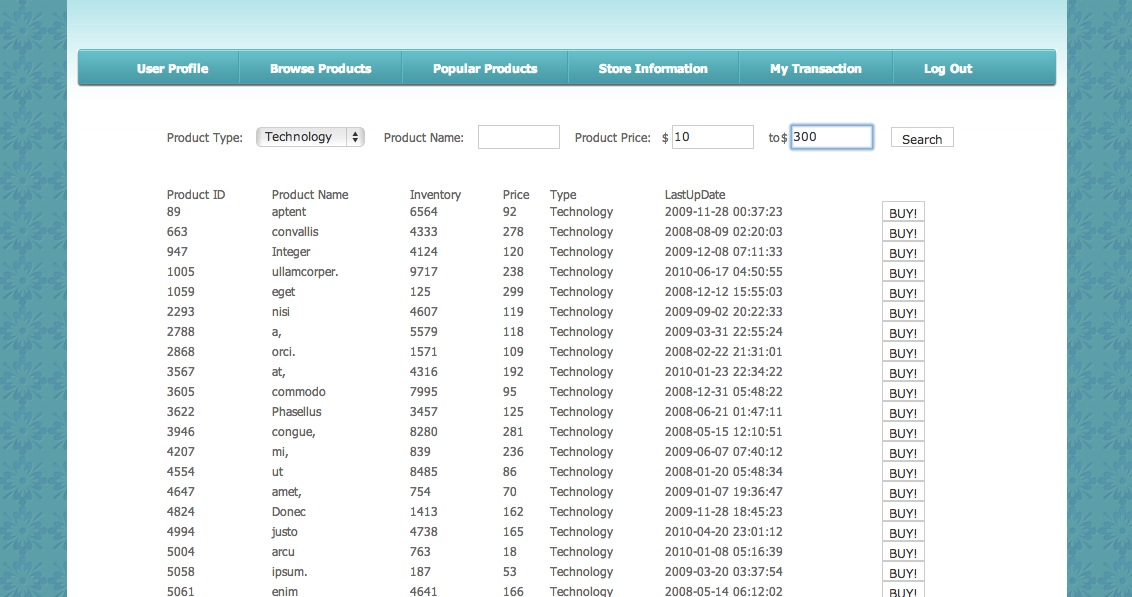 User Profile Browse Products Popular Products Store Information My Transaction Log Out
Product Type: Technology Product Name: Product Price: $ 10 to$ 300 Search
Product ID Product Name Inventory Price Type LastUpDate
89 aptent 6564 92 Technology 2009-11-28 00:37:23 BUY!
663 convallis 4333 278 Technology 2008-08-09 02:20:03 BUY!
947 Integer 4124 120 Technology 2009-12-08 07:11:33 BUY!
1005 ullamcorper. 9717 238 Technology 2010-06-17 04:50:55 BUY!
1059 eget 125 299 Technology 2008-12-12 15:55:03 BUY!
2293 nisi 4607 119 Technology 2009-09-02 20:22:33 BUY!
2788 a, 5579 118 Technology 2009-03-31 22:55:24 BUY!
2868 orci. 1571 109 Technology 2008-02-22 21:31:01 BUY!
3567 at, 4316 192 Technology 2010-01-23 22:34:22 BUY!
3605 commodo 7995 95 Technology 2008-12-31 05:48:22 BUY!
3622 Phasellus 3457 125 Technology 2008-06-21 01:47:11 BUY!
3946 congue, 8280 281 Technology 2008-05-15 12:10:51 BUY!
4207 mi, 839 236 Technology 2009-06-07 07:40:12 BUY!
4554 ut 8485 86 Technology 2008-01-20 05:48:34 BUY!
4647 amet, 754 70 Technology 2009-01-07 19:36:47 BUY!
4824 Donec 1413 162 Technology 2009-11-28 18:45:23 BUY!
4994 justo 4738 165 Technology 2010-04-20 23:01:12 BUY!
5004 arcu 763 18 Technology 2010-01-08 05:16:39 BUY!
5058 ipsum. 187 53 Technology 2009-03-20 03:37:54 BUY!
5061 enim 4641 166 Technology 2008-05-14 06:12:02 BUY!